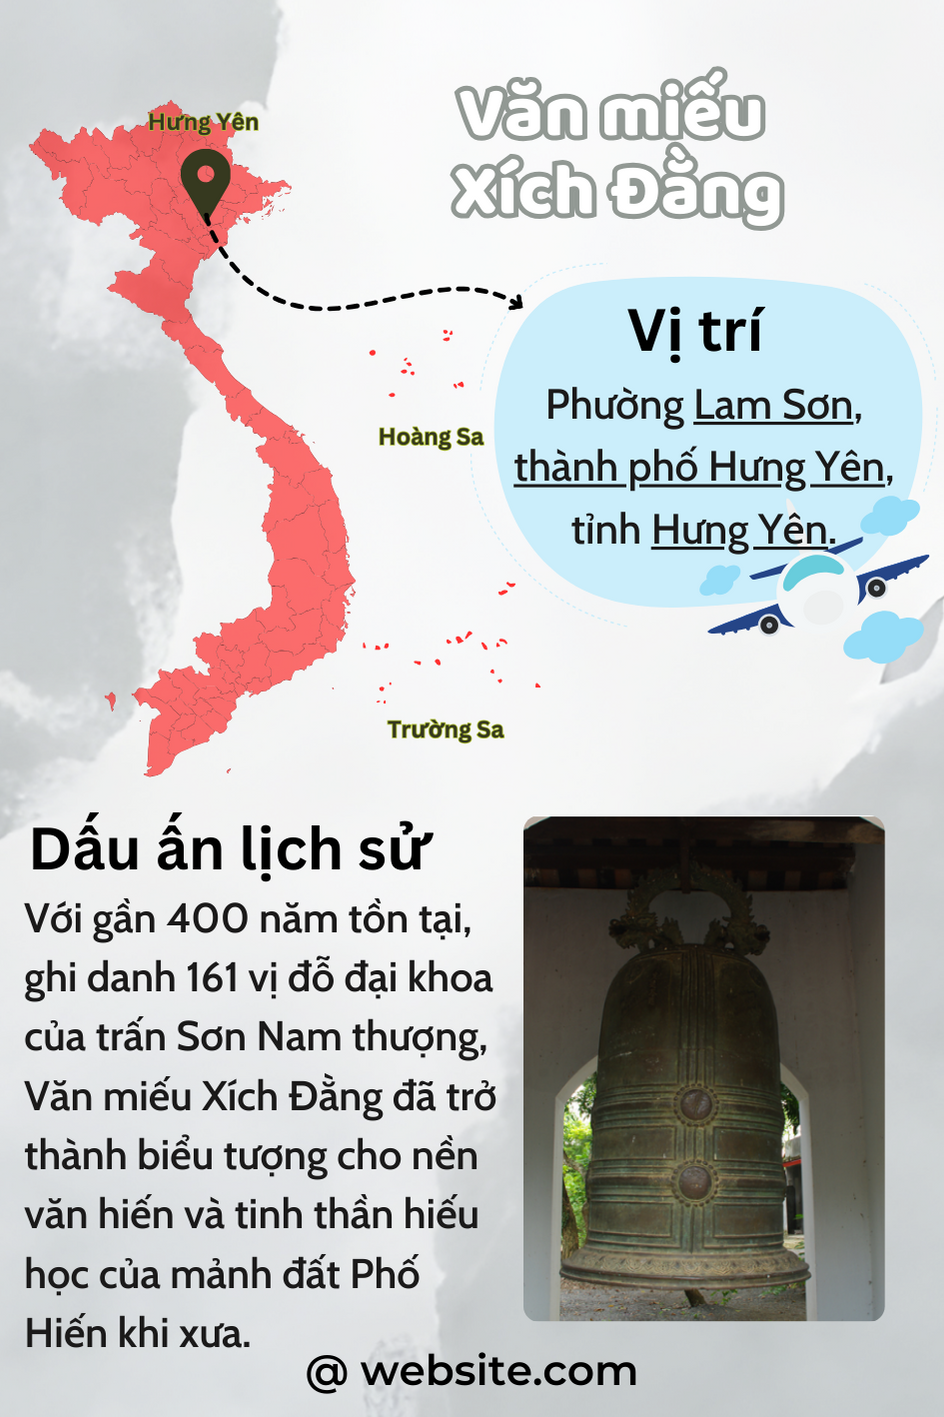 Hưng Yên
Văn miếu
Xích Đằng
Vị trí
Phường Lam Sơn,
thành phố Hưng Yên,
tỉnh Hưng Yên.
Hoàng Sa
Trường Sa
Dấu ấn lịch sử
Với gần 400 năm tồn tại,
ghi danh 161 vị đỗ đại khoa
của trấn Sơn Nam thượng,
Văn miếu Xích Đằng đã trở
thành biểu tượng cho nền
văn hiến và tinh thần hiếu
học của mảnh đất Phố
Hiến khi xưa.
@ website.com